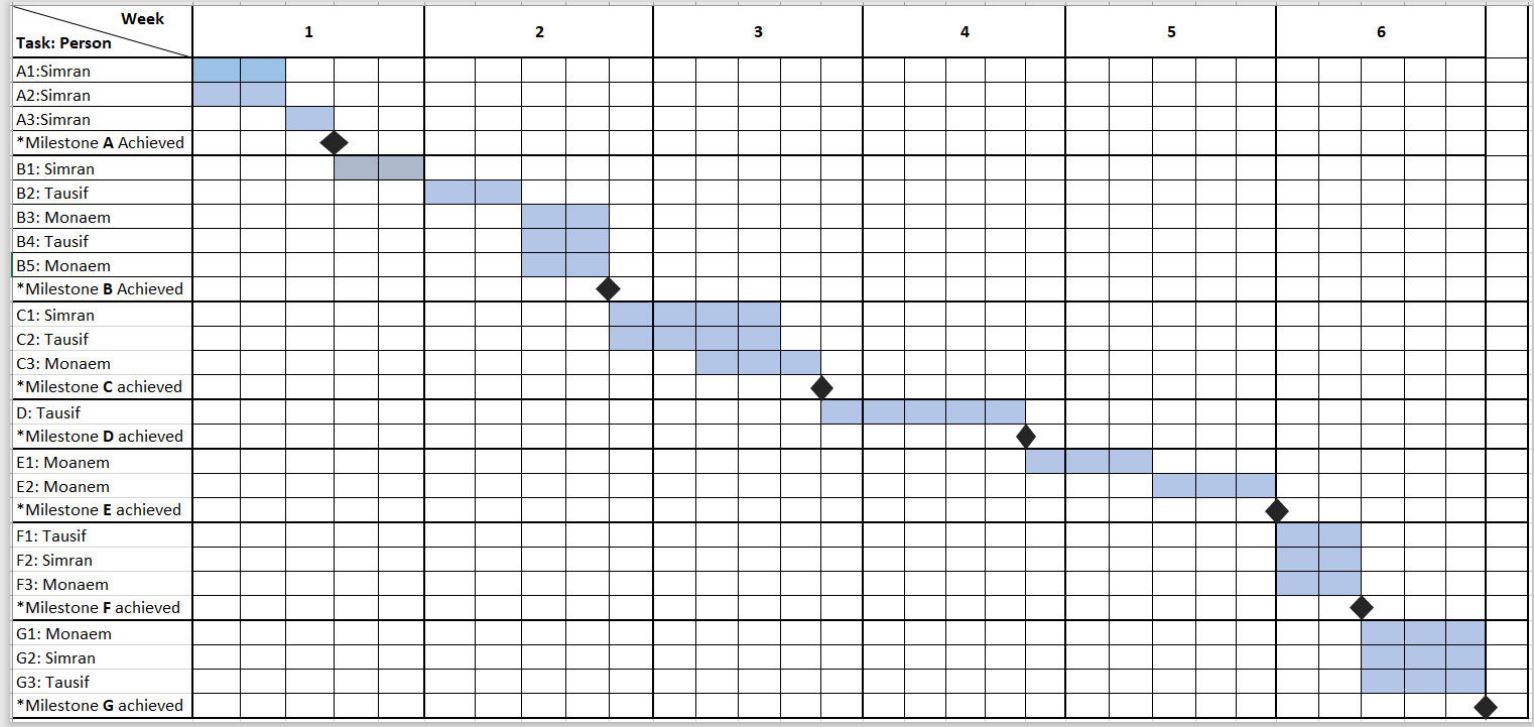 Week
Task: Person
1 2 3 4 5 6
A1:Simran
A2:Simran
A3:Simran
*Milestone A Achieved
B1: Simran
B2: Tausif
B3: Monaem
B4: Tausif
B5: Monaem
*Milestone B Achieved
C1: Simran
C2: Tausif
C3: Monaem
*Milestone C achieved
D: Tausif
*Milestone D achieved
E1: Moanem
E2: Moanem
*Milestone E achieved
F1: Tausif
F2: Simran
F3: Monaem
*Milestone F achieved
G1: Monaem
G2: Simran
G3: Tausif
*Milestone G achieved